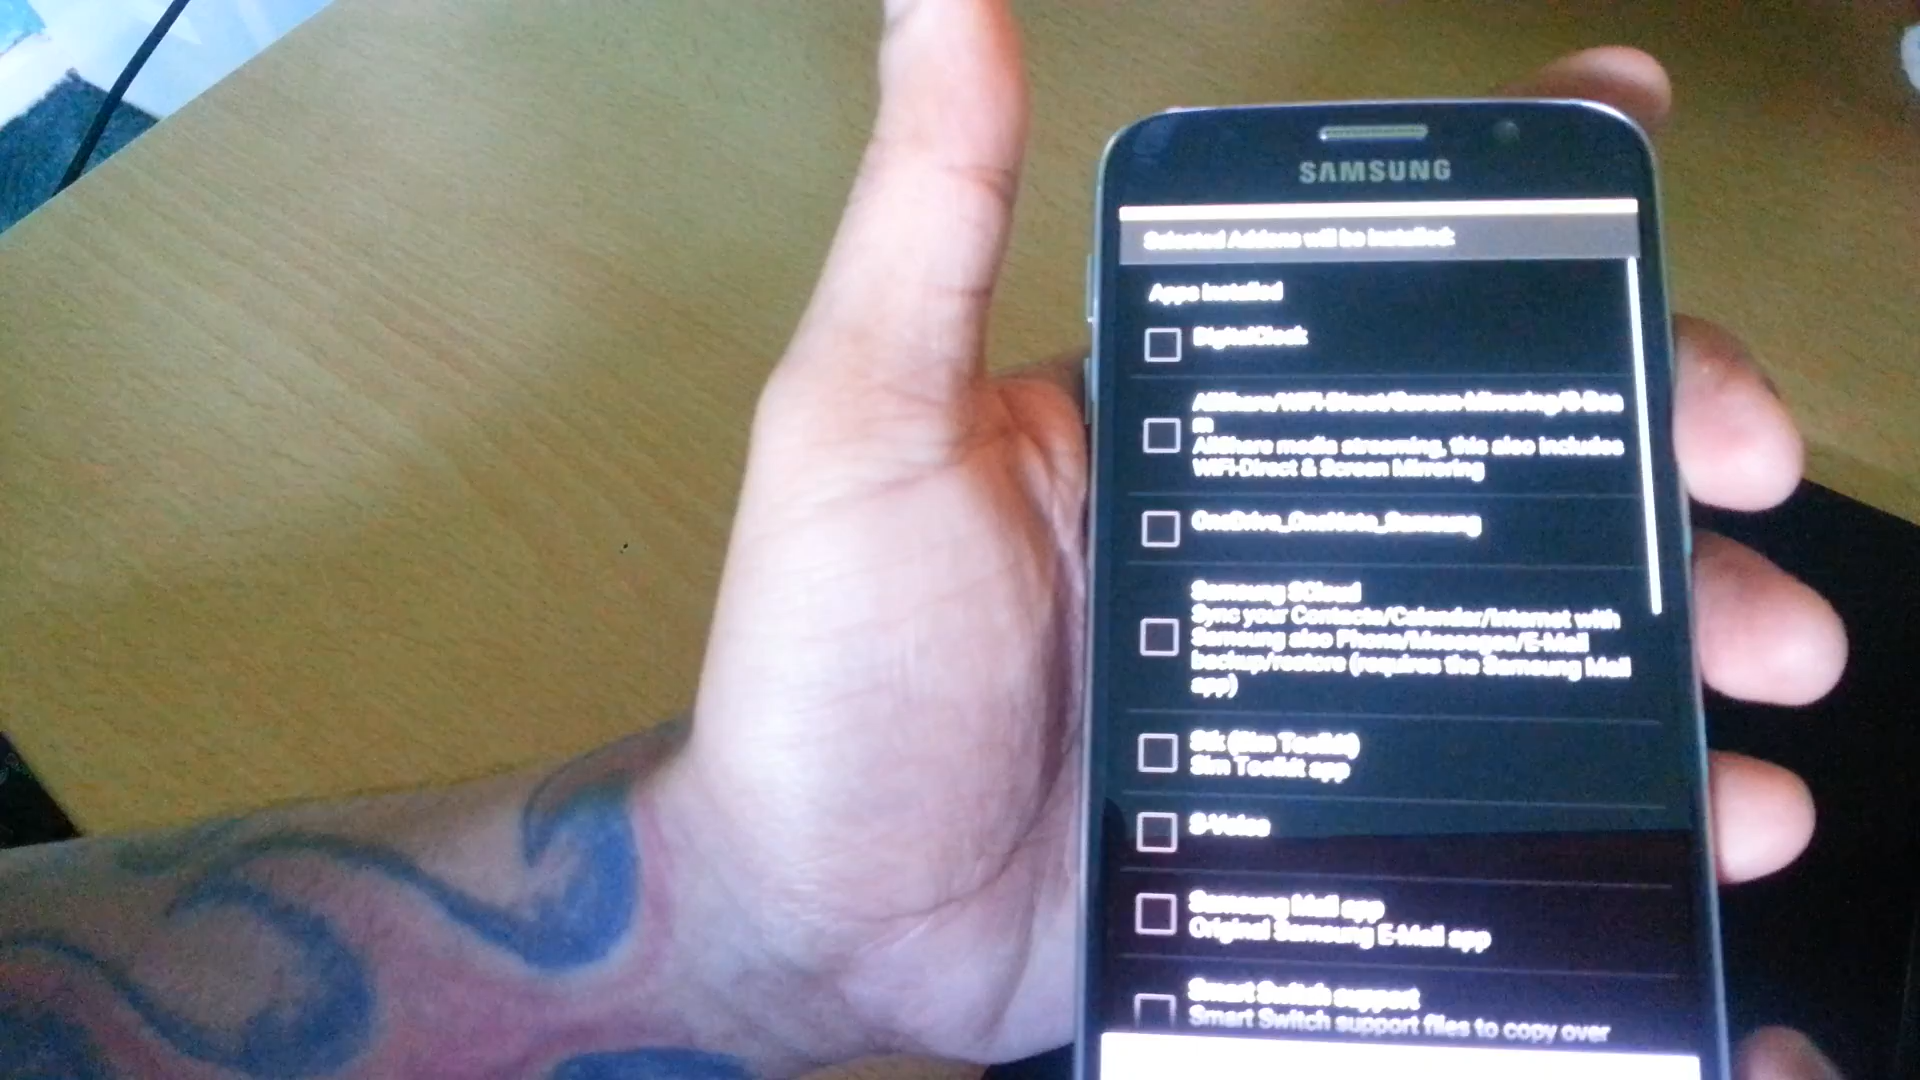 SAMSUNG
Selected Addons will be installed:
Apps Installed
DigitalClock
AllShare/WiFi-Direct/Screen Mirroring/S-Bea
m
AllShare media streaming, this also includes
WiFi-Direct & Screen Mirroring
OneDrive_OneNote_Samsung
Samsung SCloud
Sync your Contacts/Calendar/Internet with
Samsung also Phone/Messages/E-Mail
backup/restore (requires the Samsung Mail
app)
Stk (Sim Toolkit)
Sim Toolkit app
S-Voice
Samsung Mail app
Original Samsung E-Mail app
Smart Switch support
Smart Switch support files to copy over